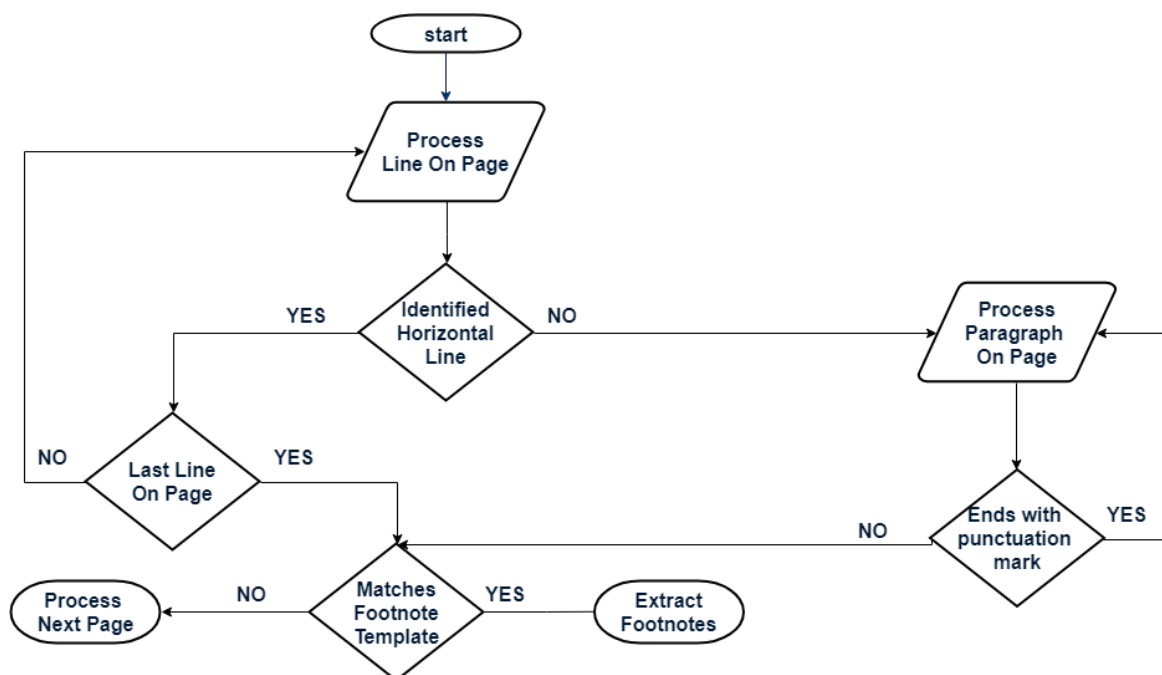 start
Process
Line On Page
YES
Identified
Horizontal
Line
NO
Process
Paragraph
On Page
NO
Last Line
On Page
YES
NO
Ends with
punctuation
mark
YES
Process
Next Page
NO
Matches
Footnote
Template
YES
Extract
Footnotes